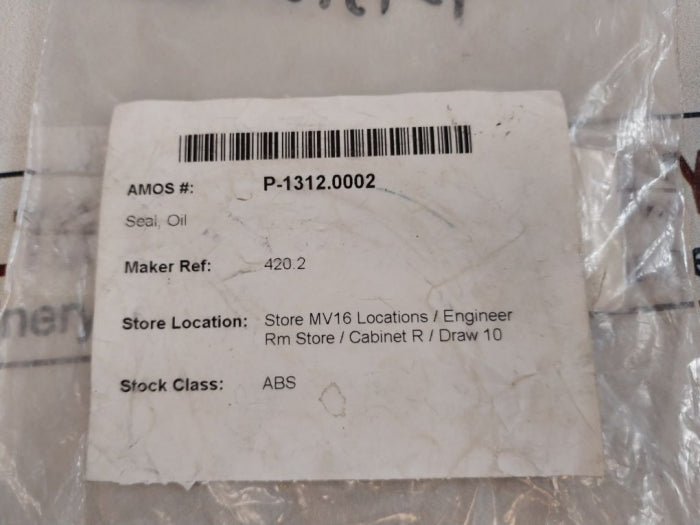 AMOS #: P-1312.0002
Seal, Oil
Maker Ref: 420.2
Store Location: Store MV16 Locations / Engineer
Rm Store / Cabinet R / Draw 10
Stock Class: ABS